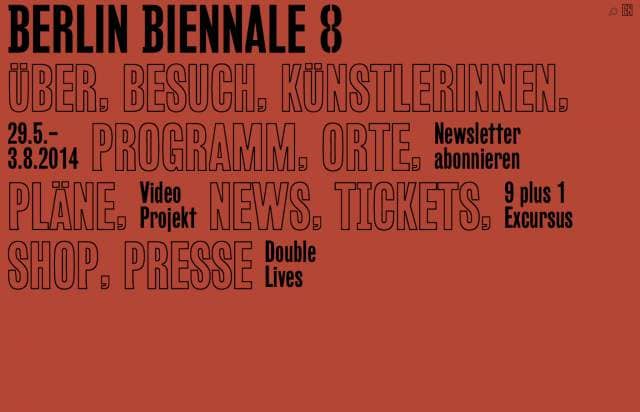 BERLIN BIENNALE 8
EN
ÜBER, BESUCH, KÜNSTLERINNEN,
29.5.–
3.8.2014
PROGRAMM, ORTE,
Newsletter
abonnieren
PLÄNE,
Video
Projekt
NEWS, TICKETS,
9 plus 1
Excursus
SHOP, PRESSE
Double
Lives